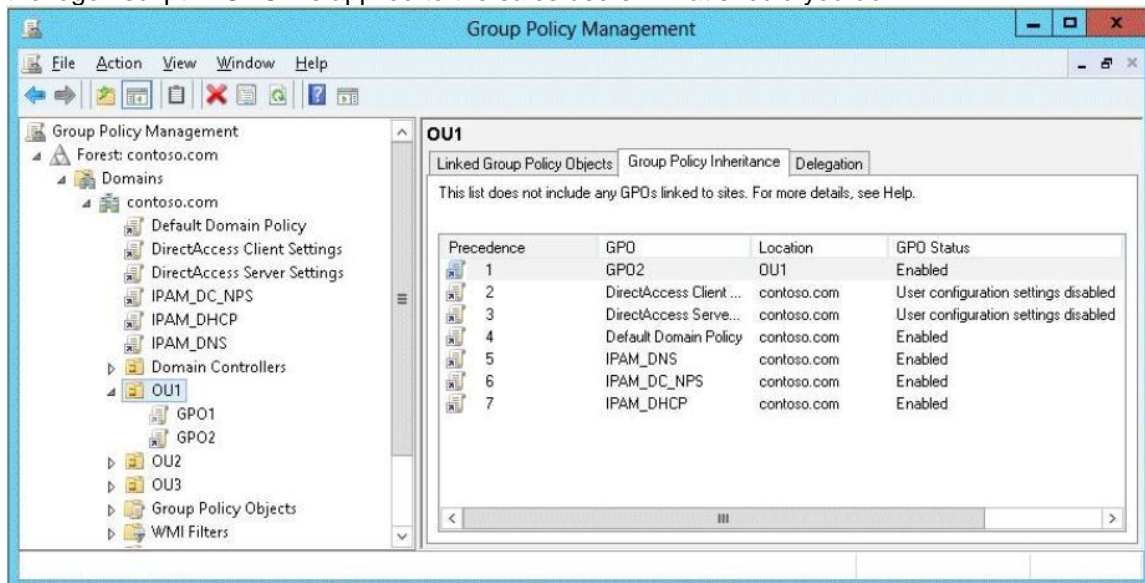 Group Policy Management
File Action View Window Help
Group Policy Management
Forest: contoso.com
Domains
contoso.com
Default Domain Policy
DirectAccess Client Settings
DirectAccess Server Settings
IPAM_DC_NPS
IPAM_DHCP
IPAM_DNS
Domain Controllers
OU1
GPO1
GPO2
OU2
OU3
Group Policy Objects
WMI Filters
OU1
Linked Group Policy Objects Group Policy Inheritance Delegation
This list does not include any GPOs linked to sites. For more details, see Help.
Precedence GPO Location GPO Status
1 GPO2 OU1 Enabled
2 DirectAccess Client ... contoso.com User configuration settings disabled
3 DirectAccess Serve... contoso.com User configuration settings disabled
4 Default Domain Policy contoso.com Enabled
5 IPAM_DNS contoso.com Enabled
6 IPAM_DC_NPS contoso.com Enabled
7 IPAM_DHCP contoso.com Enabled